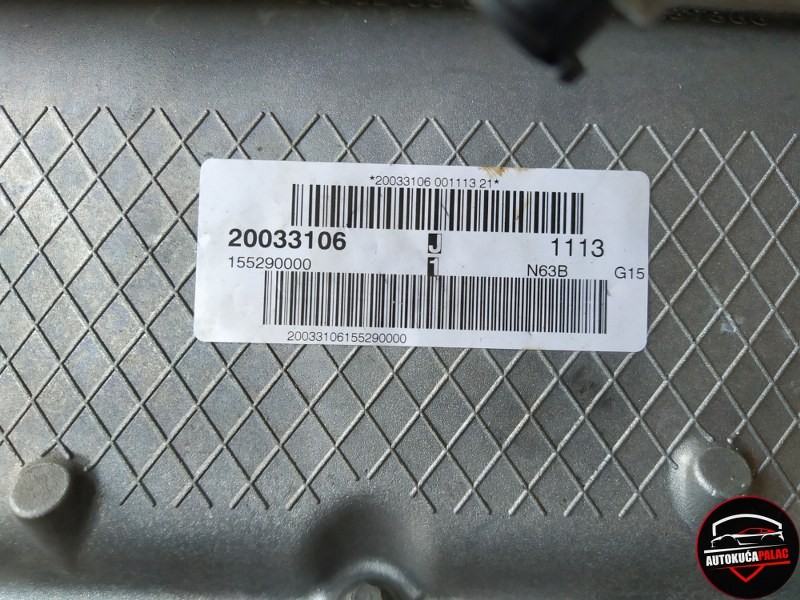 *20033106 001113 21*
20033106 J 1113
155290000 1 N63B G15
20033106155290000
AUTOKUĆAPALAC